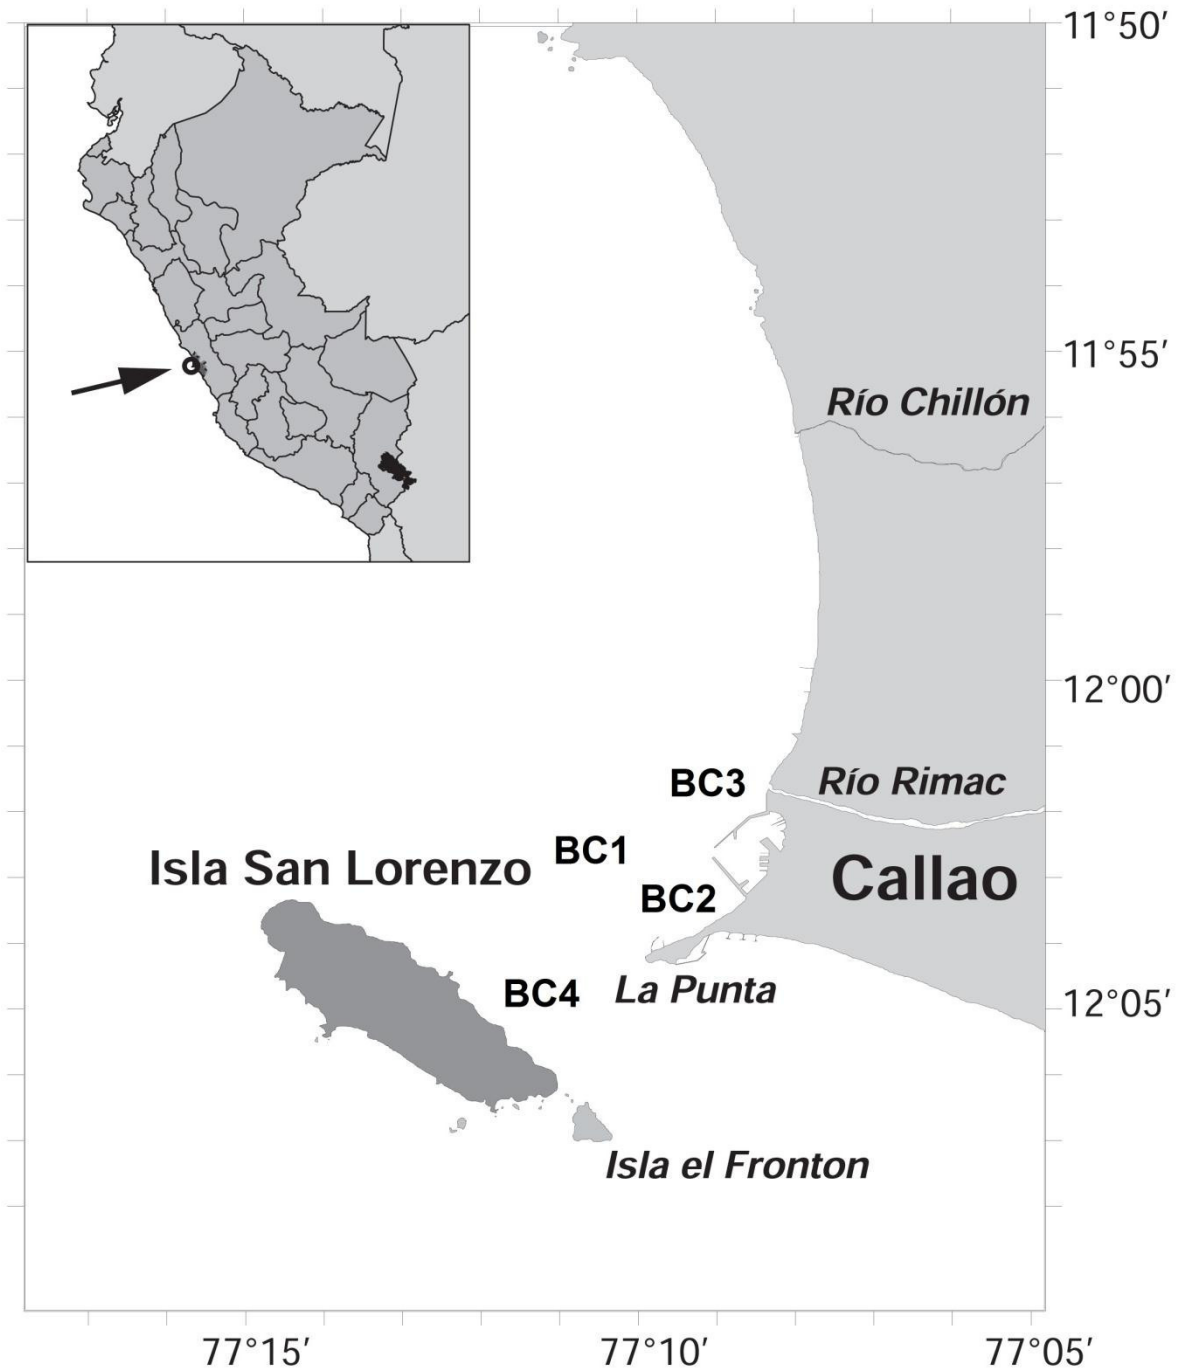 11°50′
11°55′
Río Chillón
12°00′
BC3
Río Rimac
BC1
Isla San Lorenzo
Callao
BC2
BC4
La Punta
12°05′
Isla el Fronton
77°15′
77°10′
77°05′